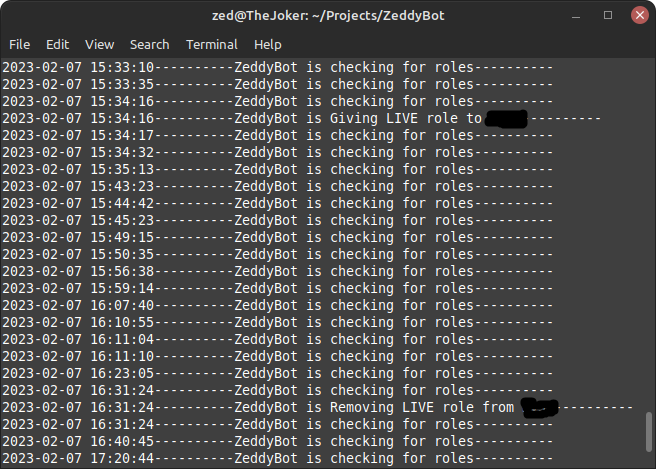 zed@TheJoker: ~/Projects/ZeddyBot
File Edit View Search Terminal Help
2023-02-07 15:33:10----------ZeddyBot is checking for roles----------
2023-02-07 15:33:35----------ZeddyBot is checking for roles----------
2023-02-07 15:34:16----------ZeddyBot is checking for roles----------
2023-02-07 15:34:16----------ZeddyBot is Giving LIVE role to ----------
2023-02-07 15:34:17----------ZeddyBot is checking for roles----------
2023-02-07 15:34:32----------ZeddyBot is checking for roles----------
2023-02-07 15:35:13----------ZeddyBot is checking for roles----------
2023-02-07 15:43:23----------ZeddyBot is checking for roles----------
2023-02-07 15:44:42----------ZeddyBot is checking for roles----------
2023-02-07 15:45:23----------ZeddyBot is checking for roles----------
2023-02-07 15:49:15----------ZeddyBot is checking for roles----------
2023-02-07 15:50:35----------ZeddyBot is checking for roles----------
2023-02-07 15:56:38----------ZeddyBot is checking for roles----------
2023-02-07 15:59:14----------ZeddyBot is checking for roles----------
2023-02-07 16:07:40----------ZeddyBot is checking for roles----------
2023-02-07 16:10:55----------ZeddyBot is checking for roles----------
2023-02-07 16:11:04----------ZeddyBot is checking for roles----------
2023-02-07 16:11:10----------ZeddyBot is checking for roles----------
2023-02-07 16:23:05----------ZeddyBot is checking for roles----------
2023-02-07 16:31:24----------ZeddyBot is checking for roles----------
2023-02-07 16:31:24----------ZeddyBot is Removing LIVE role from ----------
2023-02-07 16:31:24----------ZeddyBot is checking for roles----------
2023-02-07 16:40:45----------ZeddyBot is checking for roles----------
2023-02-07 17:20:44----------ZeddyBot is checking for roles----------